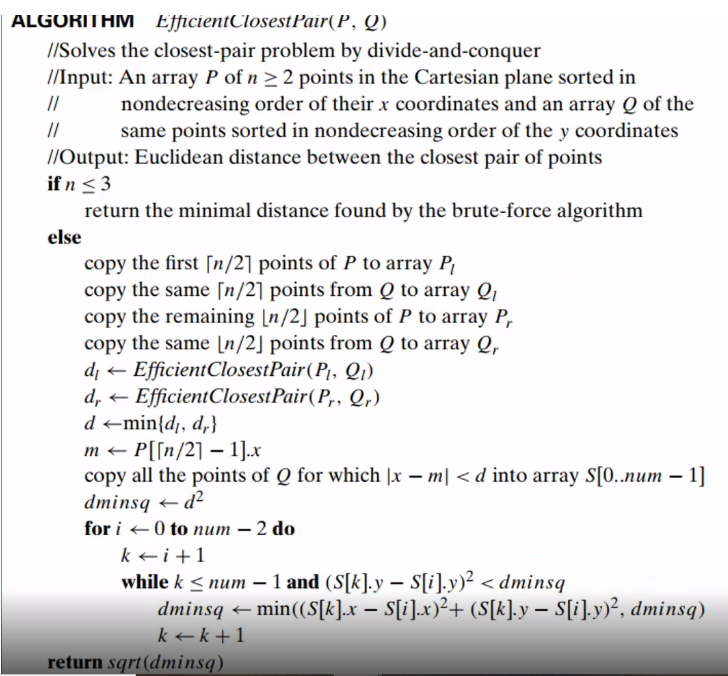 ALGORITHM EfficientClosestPair(P, Q)
//Solves the closest-pair problem by divide-and-conquer
//Input: An array P of n ≥ 2 points in the Cartesian plane sorted in
// nondecreasing order of their x coordinates and an array Q of the
// same points sorted in nondecreasing order of the y coordinates
//Output: Euclidean distance between the closest pair of points
if n ≤ 3
return the minimal distance found by the brute-force algorithm
else
copy the first ⌈n/2⌉ points of P to array Pₗ
copy the same ⌈n/2⌉ points from Q to array Qₗ
copy the remaining ⌊n/2⌋ points of P to array Pᵣ
copy the same ⌊n/2⌋ points from Q to array Qᵣ
dₗ ← EfficientClosestPair(Pₗ, Qₗ)
dᵣ ← EfficientClosestPair(Pᵣ, Qᵣ)
d ←min{dₗ, dᵣ}
m ← P[⌈n/2⌉ − 1].x
copy all the points of Q for which |x − m| < d into array S[0..num − 1]
dminsq ← d²
for i ← 0 to num − 2 do
k ← i + 1
while k ≤ num − 1 and (S[k].y − S[i].y)² < dminsq
dminsq ← min((S[k].x − S[i].x)²+ (S[k].y − S[i].y)², dminsq)
k ← k + 1
return sqrt(dminsq)